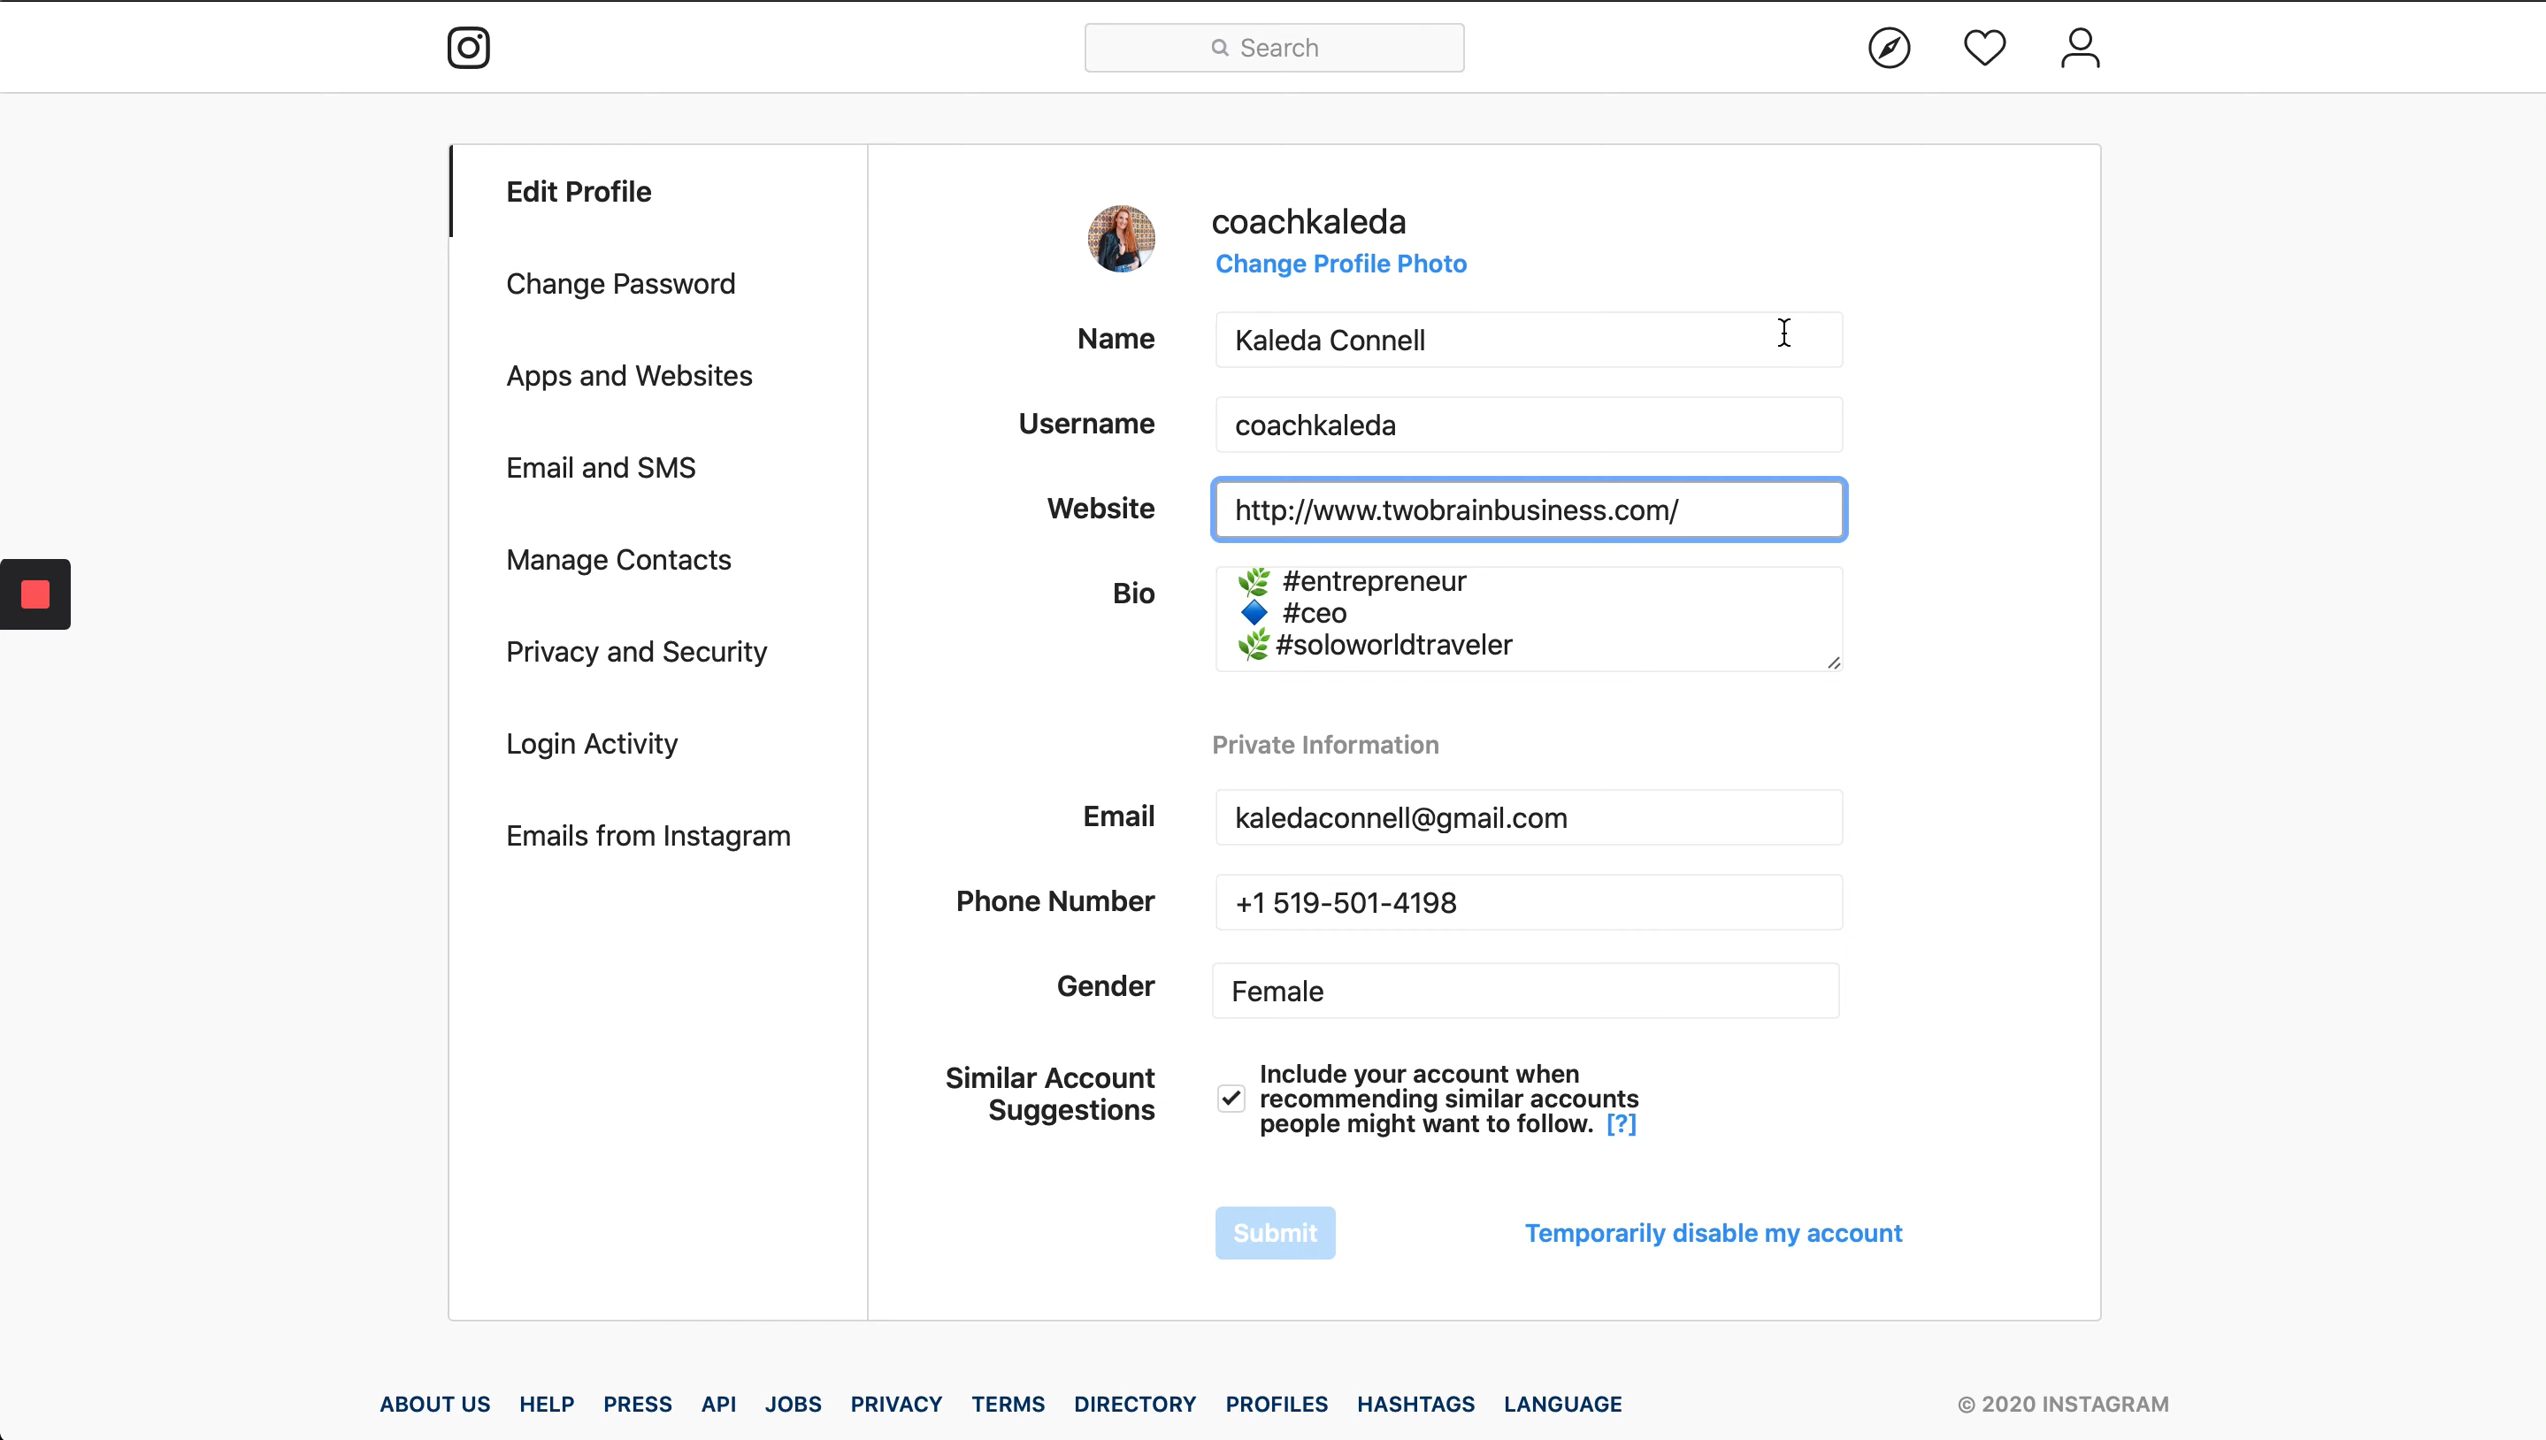 Search
Edit Profile
Change Password
Apps and Websites
Email and SMS
Manage Contacts
Privacy and Security
Login Activity
Emails from Instagram
coachkaleda
Change Profile Photo
Name
Kaleda Connell
Username
coachkaleda
Website
http://www.twobrainbusiness.com/
Bio
🌿 #entrepreneur
🔷 #ceo
🌿#soloworldtraveler
Private Information
Email
kaledaconnell@gmail.com
Phone Number
+1 519-501-4198
Gender
Female
Similar Account
Suggestions
Include your account when
recommending similar accounts
people might want to follow. [?]
Submit
Temporarily disable my account
ABOUT US HELP PRESS API JOBS PRIVACY TERMS DIRECTORY PROFILES HASHTAGS LANGUAGE
© 2020 INSTAGRAM